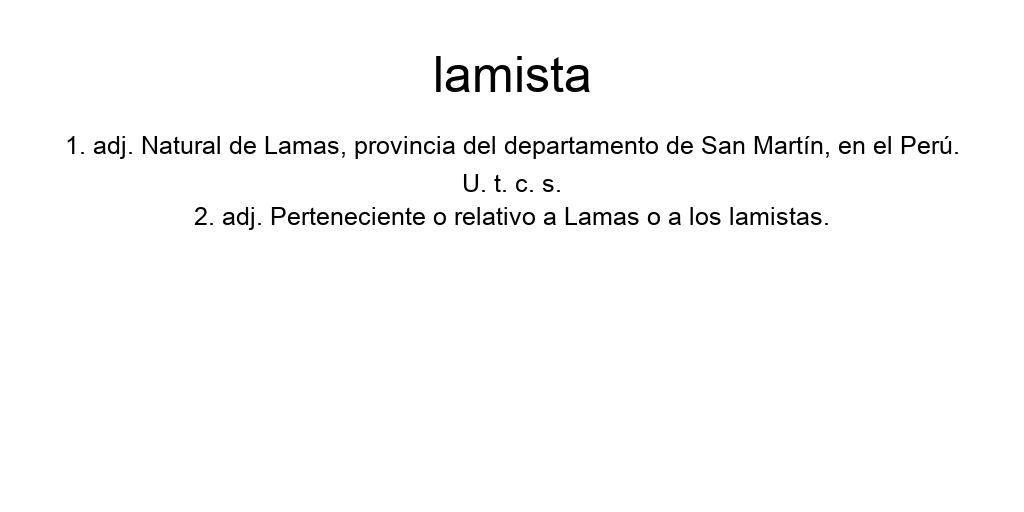 lamista
1. adj. Natural de Lamas, provincia del departamento de San Martín, en el Perú.
U. t. c. s.
2. adj. Perteneciente o relativo a Lamas o a los lamistas.